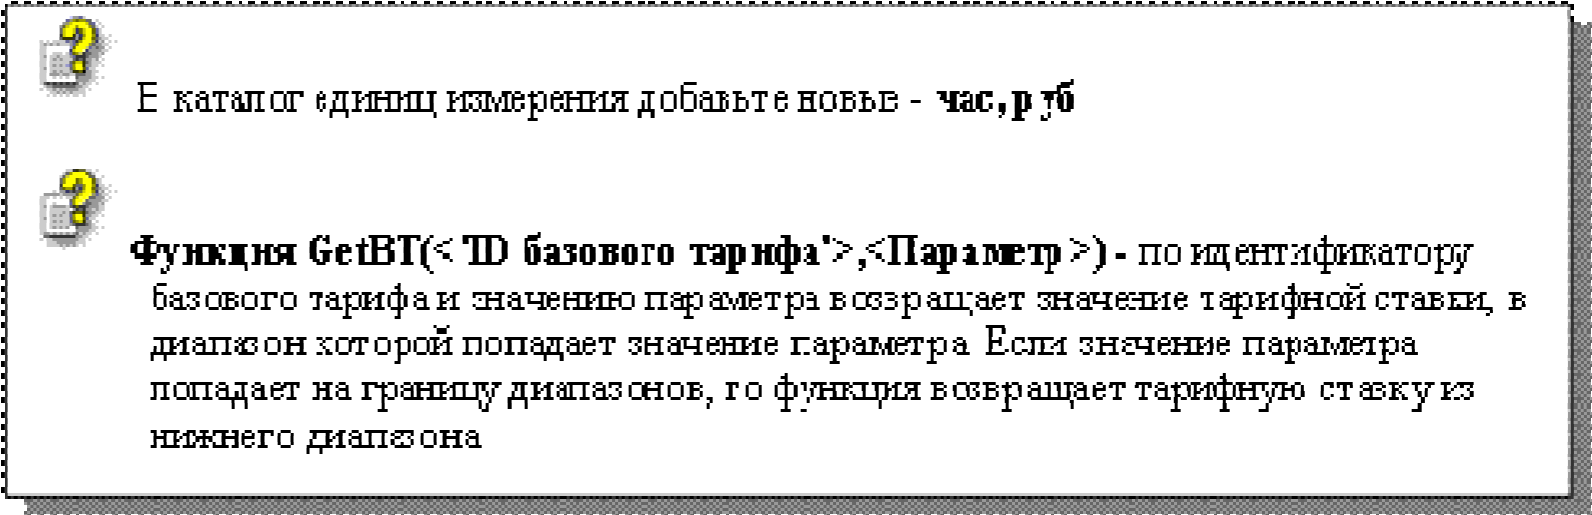 В каталог единиц измерения добавьте новые - час, руб
Функция GetBT(<'ID базового тарифа'>,<Параметр>) - по идентификатору
базового тарифа и значению параметра возвращает значение тарифной ставки, в
диапазон которой попадает значение параметра. Если значение параметра
попадает на границу диапазонов, то функция возвращает тарифную ставку из
нижнего диапазона